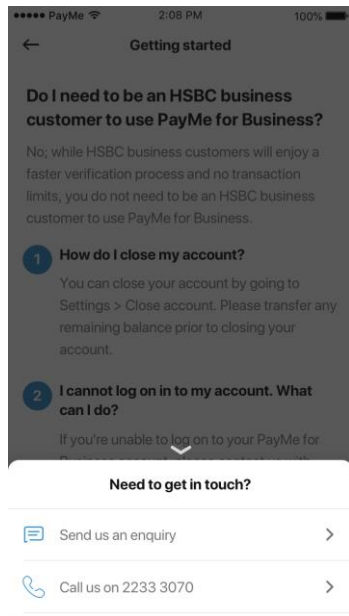 PayMe 2:08 PM 100%
Getting started
Do I need to be an HSBC business
customer to use PayMe for Business?
No; while HSBC business customers will enjoy a
faster verification process and no transaction
limits, you do not need to be an HSBC business
customer to use PayMe for Business.
1 How do I close my account?
You can close your account by going to
Settings > Close account. Please transfer any
remaining balance prior to closing your
account.
2 I cannot log on in to my account. What
can I do?
If you're unable to log on to your PayMe for
Need to get in touch?
Send us an enquiry
Call us on 2233 3070